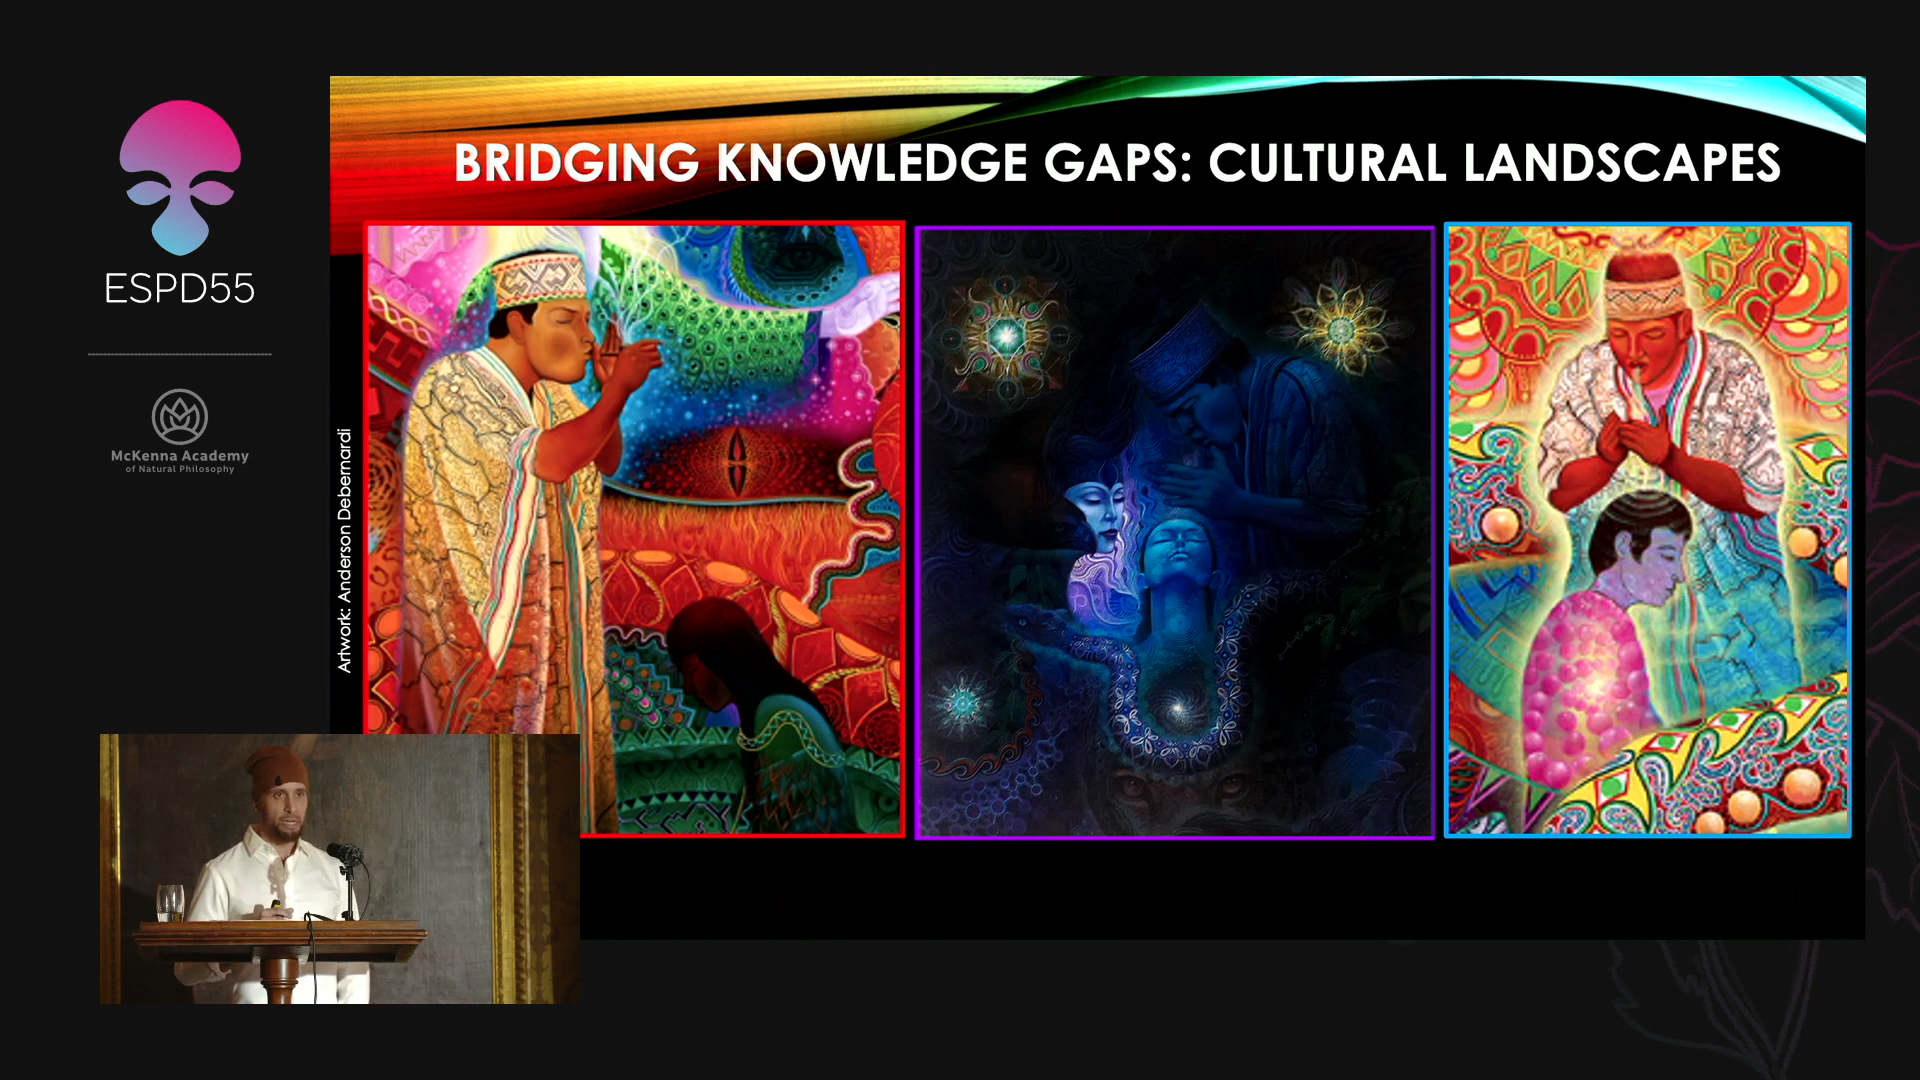 ESPD55
McKenna Academy
of Natural Philosophy
BRIDGING KNOWLEDGE GAPS: CULTURAL LANDSCAPES
Artwork: Anderson Debernardi